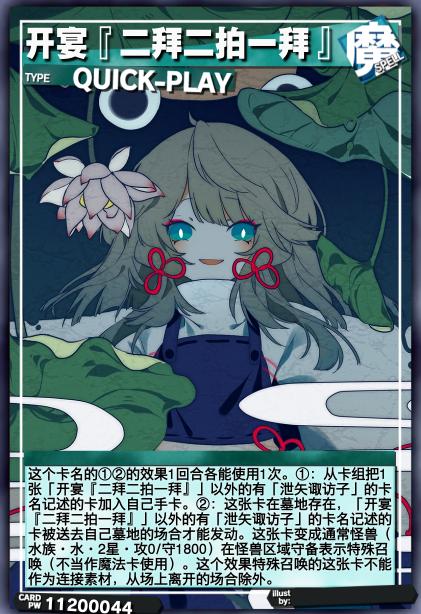 开宴『二拜二拍一拜』 魔
SPELL
TYPE QUICK-PLAY
这个卡名的①②的效果1回合各能使用1次。①：从卡组把1
张「开宴『二拜二拍一拜』」以外的有「泄矢诹访子」的卡
名记述的卡加入自己手卡。②：这张卡在墓地存在，「开宴
『二拜二拍一拜』」以外的有「泄矢诹访子」的卡名记述的
卡被送去自己墓地的场合才能发动。这张卡变成通常怪兽（
水族・水・2星・攻0/守1800）在怪兽区域守备表示特殊召
唤（不当作魔法卡使用）。这个效果特殊召唤的这张卡不能
作为连接素材，从场上离开的场合除外。
CARD
PW 11200044
illust
by: